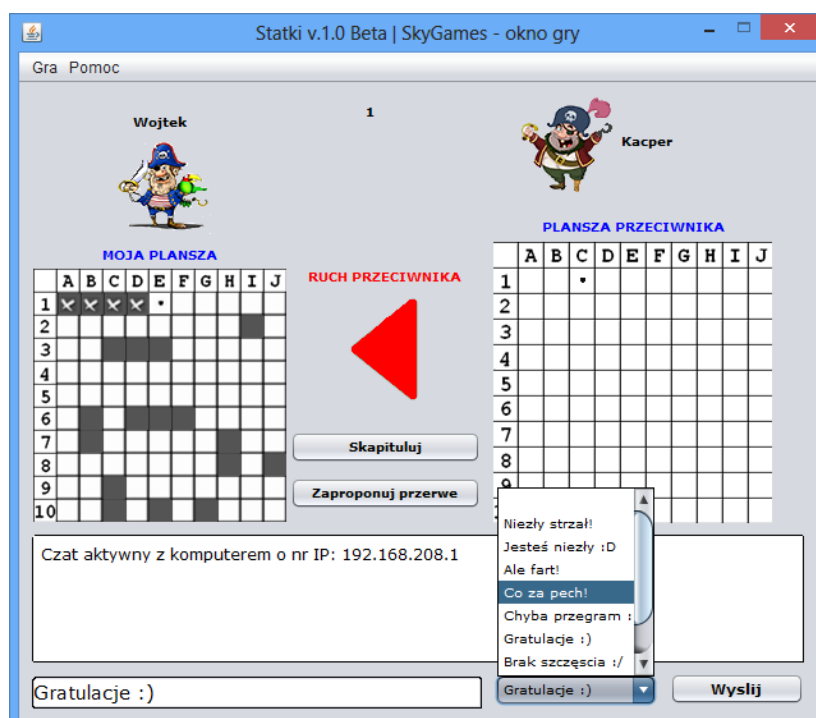 Statki v.1.0 Beta | SkyGames - okno gry
Gra Pomoc
Wojtek
1
Kacper
MOJA PLANSZA
RUCH PRZECIWNIKA
PLANSZA PRZECIWNIKA
A B C D E F G H I J
1
2
3
4
5
6
7
8
9
10
A B C D E F G H I J
1
2
3
4
5
6
7
8
9
Skapituluj
Zaproponuj przerwe
Czat aktywny z komputerem o nr IP: 192.168.208.1
Niezły strzał!
Jesteś niezły :D
Ale fart!
Co za pech!
Chyba przegram :
Gratulacje :)
Brak szczęscia :/
Gratulacje :)
Gratulacje :)
Wyslij